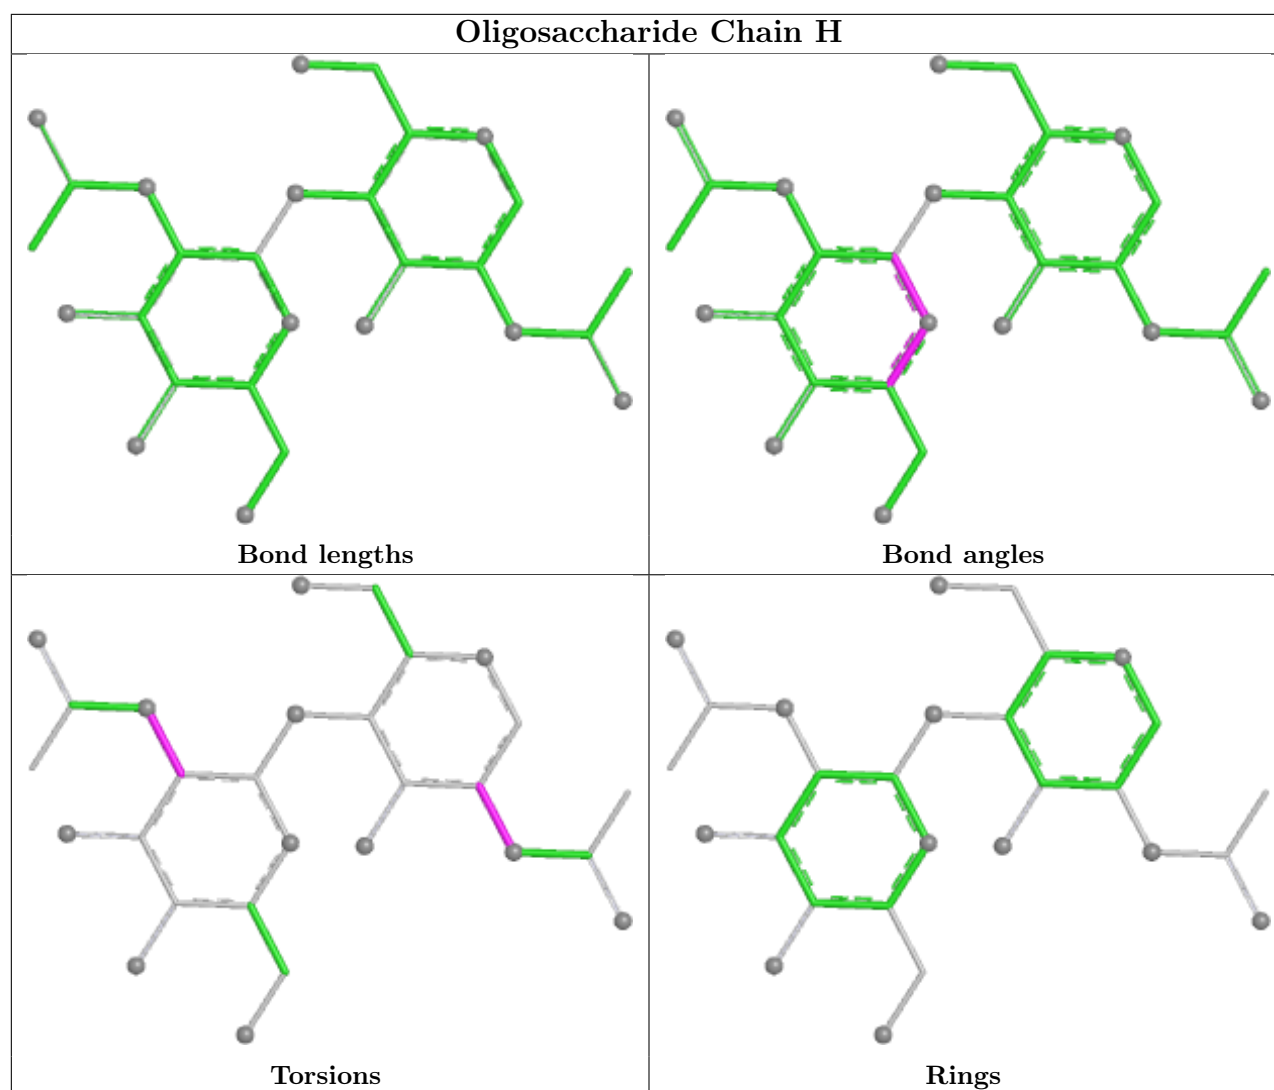 Oligosaccharide Chain H
Bond lengths
Bond angles
Torsions
Rings